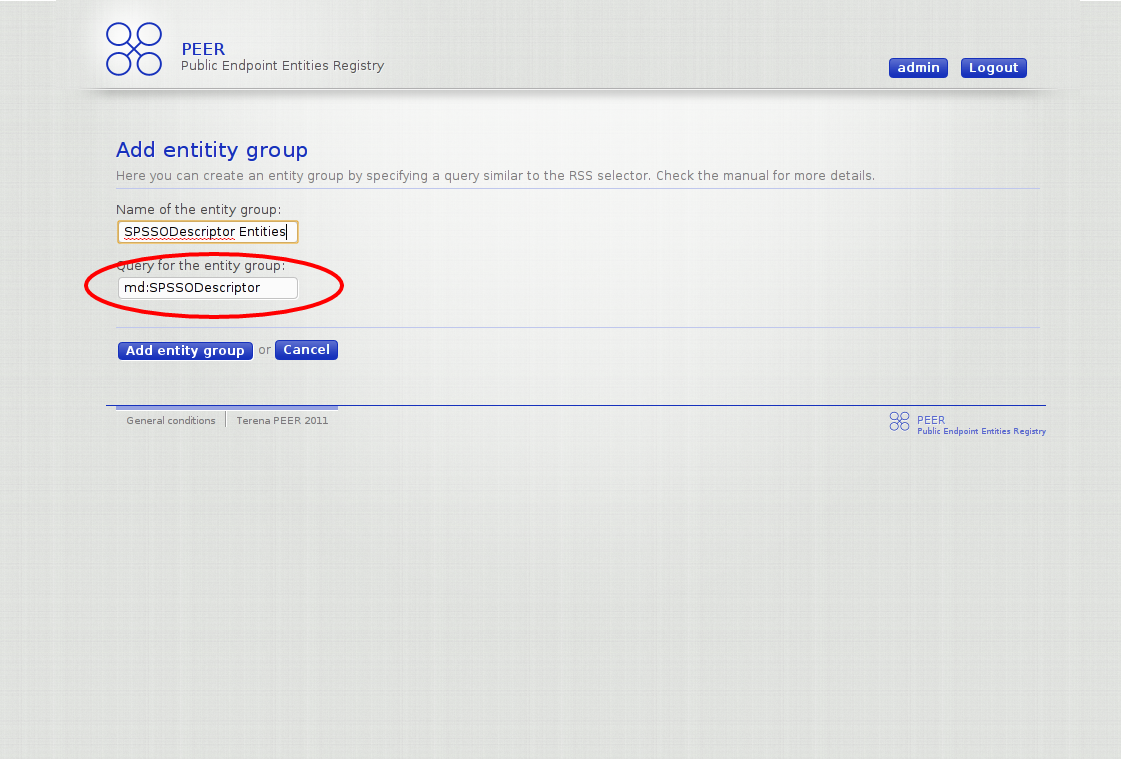 PEER
Public Endpoint Entities Registry
admin Logout
Add entitity group
Here you can create an entity group by specifying a query similar to the RSS selector. Check the manual for more details.
Name of the entity group:
SPSSODescriptor Entities
Query for the entity group:
md:SPSSODescriptor
Add entity group or Cancel
General conditions Terena PEER 2011
PEER
Public Endpoint Entities Registry